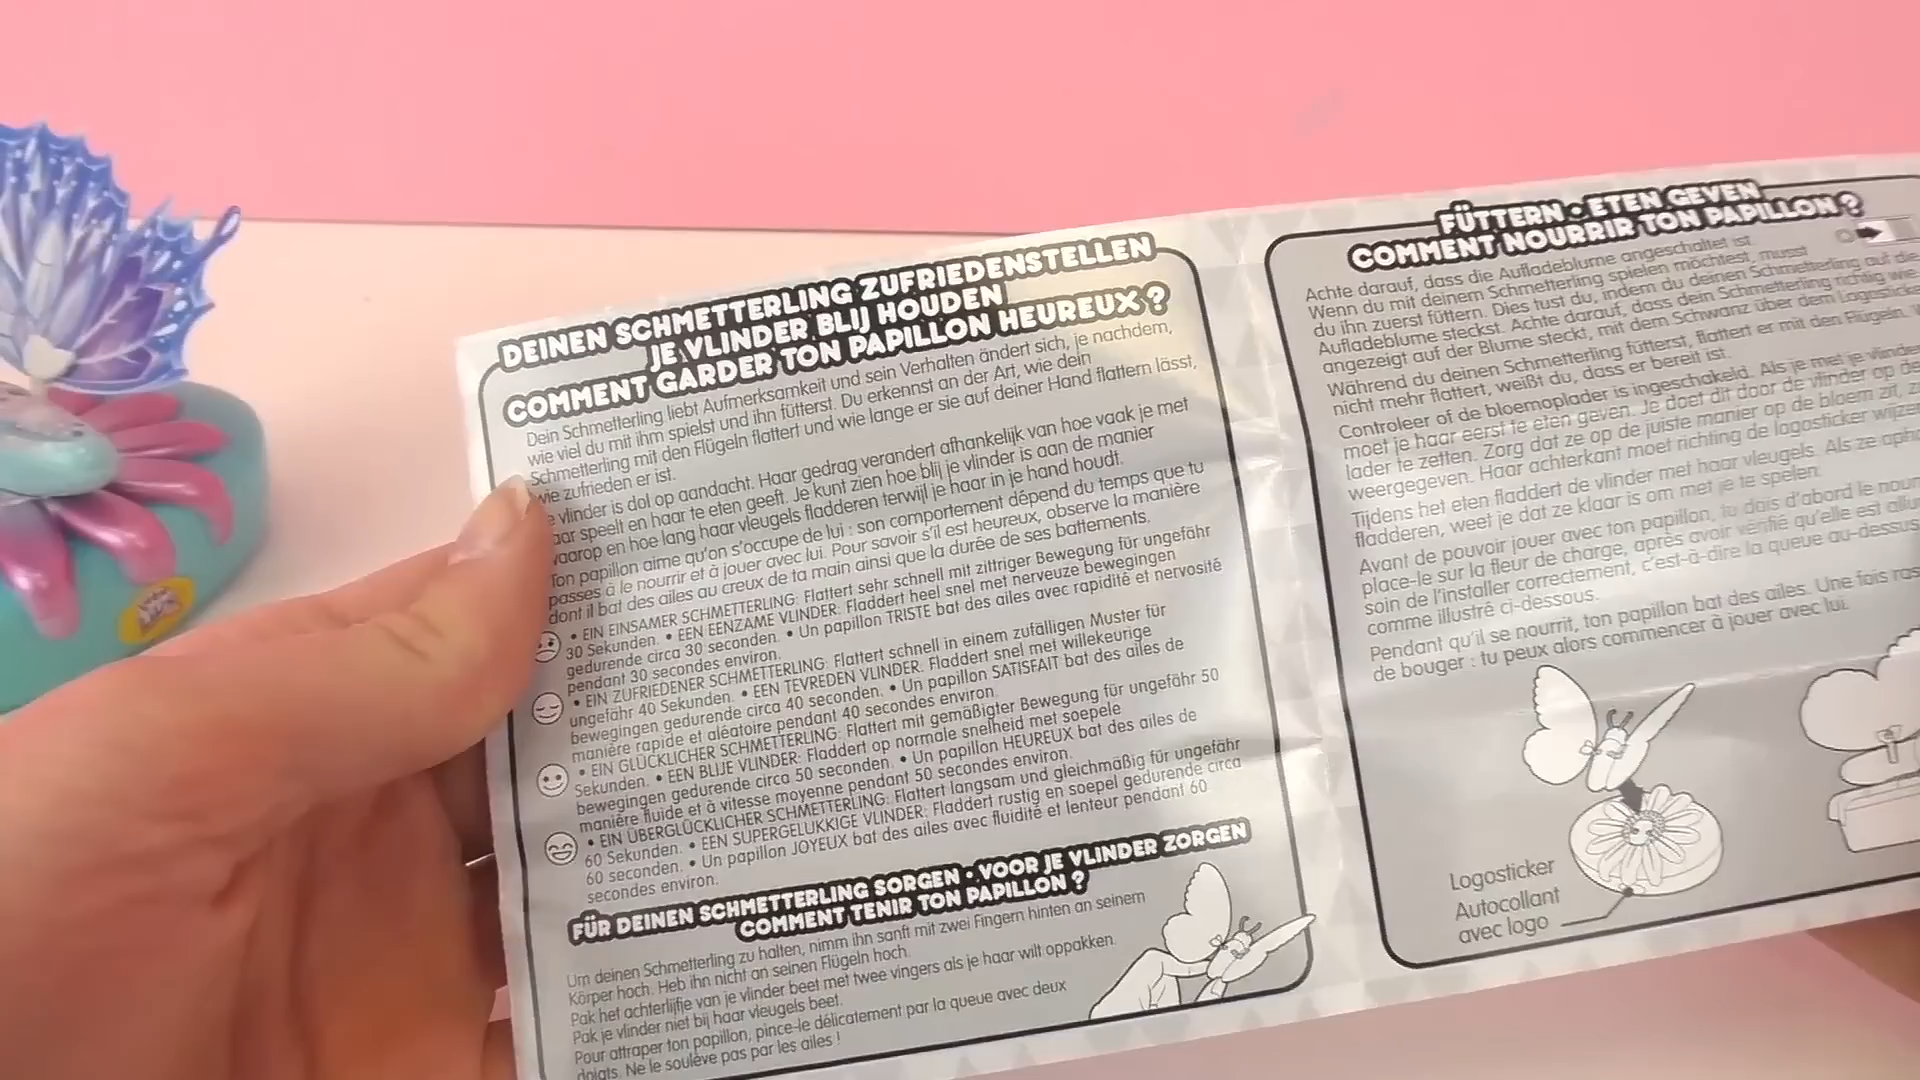 DEINEN SCHMETTERLING ZUFRIEDENSTELLEN
JE VLINDER BLIJ HOUDEN
COMMENT GARDER TON PAPILLON HEUREUX ?
Dein Schmetterling liebt Aufmerksamkeit und sein Verhalten ändert sich, je nachdem,
wie viel du mit ihm spielst und ihn fütterst. Du erkennst an der Art, wie dein
Schmetterling mit den Flügeln flattert und wie lange er sie auf deiner Hand flattern lässt,
wie zufrieden er ist.
vlinder is dol op aandacht. Haar gedrag verandert afhankelijk van hoe vaak je met
aar speelt en haar te eten geeft. Je kunt zien hoe blij je vlinder is aan de manier
waarop en hoe lang haar vleugels fladderen terwijl je haar in je hand houdt.
Ton papillon aime qu'on s'occupe de lui : son comportement dépend du temps que tu
passes à le nourrir et à jouer avec lui. Pour savoir s'il est heureux, observe la manière
dont il bat des ailes au creux de ta main ainsi que la durée de ses battements.
• EIN EINSAMER SCHMETTERLING: Flattert sehr schnell mit zittriger Bewegung für ungefähr
30 Sekunden. • EEN EENZAME VLINDER: Fladdert heel snel met nerveuze bewegingen
gedurende circa 30 seconden. • Un papillon TRISTE bat des ailes avec rapidité et nervosité
pendant 30 secondes environ.
• EIN ZUFRIEDENER SCHMETTERLING: Flattert schnell in einem zufälligen Muster für
ungefähr 40 Sekunden. • EEN TEVREDEN VLINDER: Fladdert snel met willekeurige
bewegingen gedurende circa 40 seconden. • Un papillon SATISFAIT bat des ailes de
manière rapide et aléatoire pendant 40 secondes environ.
• EIN GLÜCKLICHER SCHMETTERLING: Flattert mit gemäßigter Bewegung für ungefähr 50
Sekunden. • EEN BLIJE VLINDER: Fladdert op normale snelheid met soepele
bewegingen gedurende circa 50 seconden. • Un papillon HEUREUX bat des ailes de
manière fluide et à vitesse moyenne pendant 50 secondes environ.
• EIN ÜBERGLÜCKLICHER SCHMETTERLING: Flattert langsam und gleichmäßig für ungefähr
60 Sekunden. • EEN SUPERGELUKKIGE VLINDER: Fladdert rustig en soepel gedurende circa
60 seconden. • Un papillon JOYEUX bat des ailes avec fluidité et lenteur pendant 60
secondes environ.
FÜR DEINEN SCHMETTERLING SORGEN • VOOR JE VLINDER ZORGEN
COMMENT TENIR TON PAPILLON ?
Um deinen Schmetterling zu halten, nimm ihn sanft mit zwei Fingern hinten an seinem
Körper hoch. Heb ihn nicht an seinen Flügeln hoch.
Pak het achterlijfje van je vlinder beet met twee vingers als je haar wilt oppakken.
Pak je vlinder niet bij haar vleugels beet.
Pour attraper ton papillon, pince-le délicatement par la queue avec deux
doigts. Ne le soulève pas par les ailes !
FÜTTERN • ETEN GEVEN
COMMENT NOURRIR TON PAPILLON ?
Achte darauf, dass die Aufladeblume angeschaltet ist.
Wenn du mit deinem Schmetterling spielen möchtest, musst
du ihn zuerst füttern. Dies tust du, indem du deinen Schmetterling auf die
Aufladeblume steckst. Achte darauf, dass dein Schmetterling richtig wie
angezeigt auf der Blume steckt, mit dem Schwanz über dem Logosticke
Während du deinen Schmetterling fütterst, flattert er mit den Flügeln.
nicht mehr flattert, weißt du, dass er bereit ist.
Controleer of de bloemoplader is ingeschakeld. Als je met je vlinder
moet je haar eerst te eten geven. Je doet dit door de vlinder op de
lader te zetten. Zorg dat ze op de juiste manier op de bloem zit,
weergegeven. Haar achterkant moet richting de logosticker wijzen
Tijdens het eten fladdert de vlinder met haar vleugels. Als ze
fladderen, weet je dat ze klaar is om met je te spelen.
Avant de pouvoir jouer avec ton papillon, tu dois d'abord le
place-le sur la fleur de charge, après avoir vérifié qu'elle est
soin de l'installer correctement, c'est-à-dire la queue au-dessus
comme illustré ci-dessous.
Pendant qu'il se nourrit, ton papillon bat des ailes. Une fois
de bouger : tu peux alors commencer à jouer avec lui.
Logosticker
Autocollant
avec logo